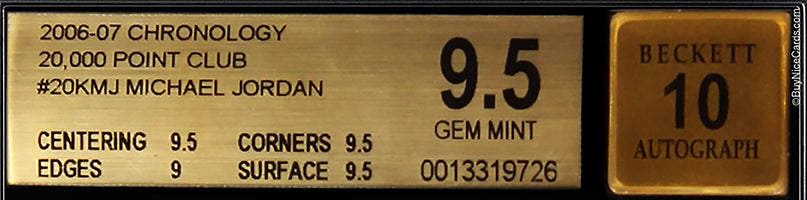 2006-07 CHRONOLOGY
20,000 POINT CLUB
#20KMJ MICHAEL JORDAN
9.5
GEM MINT
CENTERING 9.5 CORNERS 9.5
EDGES 9 SURFACE 9.5
0013319726
BECKETT
10
AUTOGRAPH
©BuyNiceCards.com